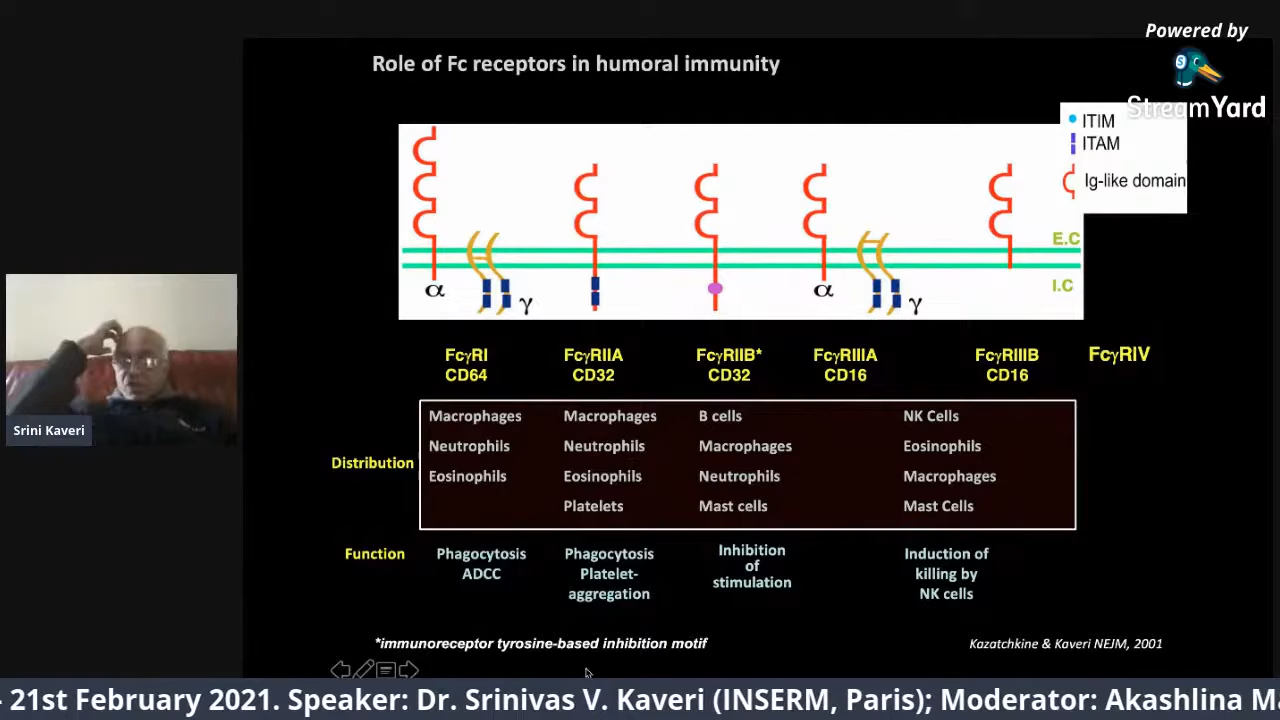 Powered by
StreamYard
Role of Fc receptors in humoral immunity
ITIM
ITAM
Ig-like domain
E.C
I.C
α
γ
α
γ
FcγRI
CD64
FcγRIIA
CD32
FcγRIIB*
CD32
FcγRIIIA
CD16
FcγRIIIB
CD16
FcγRIV
Distribution
Macrophages
Neutrophils
Eosinophils
Macrophages
Neutrophils
Eosinophils
Platelets
B cells
Macrophages
Neutrophils
Mast cells
NK Cells
Eosinophils
Macrophages
Mast Cells
Function
Phagocytosis
ADCC
Phagocytosis
Platelet-
aggregation
Inhibition
of
stimulation
Induction of
killing by
NK cells
*immunoreceptor tyrosine-based inhibition motif
Kazatchkine & Kaveri NEJM, 2001
Srini Kaveri
- 21st February 2021. Speaker: Dr. Srinivas V. Kaveri (INSERM, Paris); Moderator: Akashlina M